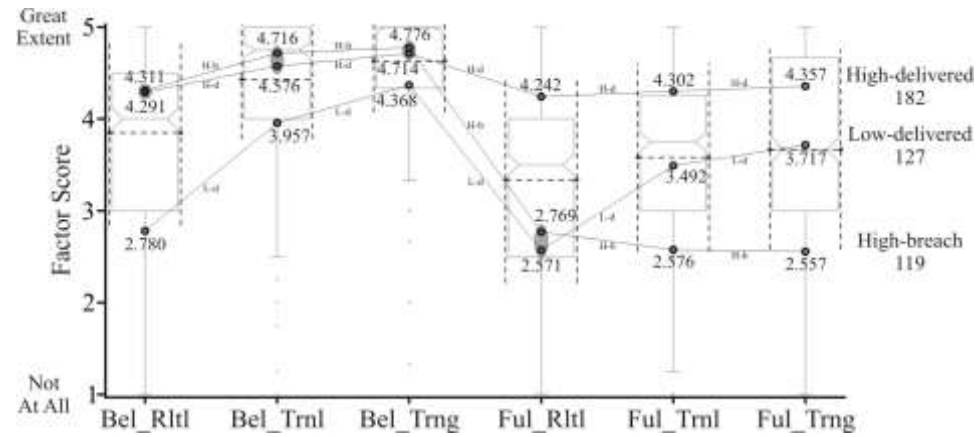 Great
Extent
Factor Score
5
4
3
2
1
Not
At All
4.311
4.291
2.780
4.716
4.576
3.957
4.776
4.714
4.368
4.242
2.769
2.571
4.302
3.492
2.576
4.357
3.717
2.557
H-b
H-d
L-d
H-b
H-d
L-d
H-d
H-b
L-d
H-d
L-d
H-b
H-d
L-d
H-b
High-delivered
182
Low-delivered
127
High-breach
119
Bel_Rltl Bel_Trnl Bel_Trng Ful_Rltl Ful_Trnl Ful_Trng